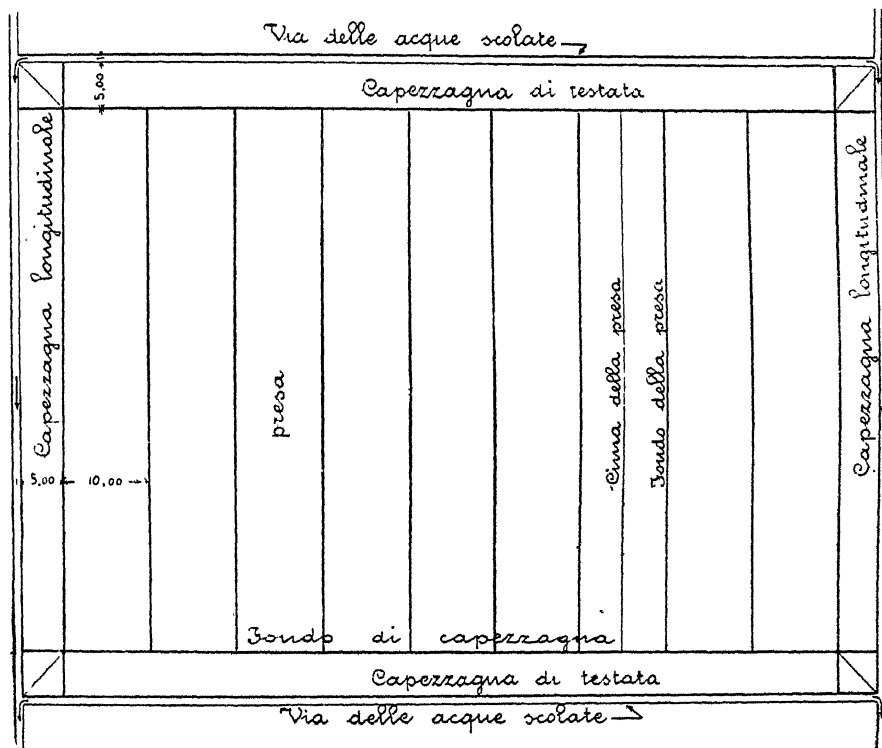 Via delle acque scolate
5,00
Capezzagna di testata
Capezzagna longitudinale
Capezzagna longitudinale
presa
Cima della presa
Fondo della presa
5,00
10,00
Fondo di capezzagna
Capezzagna di testata
Via delle acque scolate